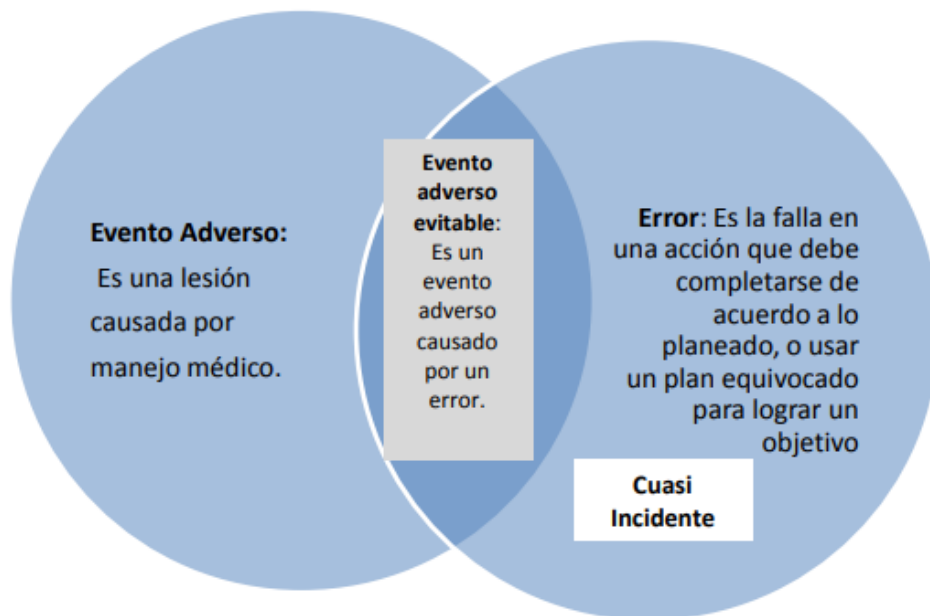 Evento Adverso:
Es una lesión
causada por
manejo médico.
Evento
adverso
evitable:
Es un
evento
adverso
causado
por un
error.
Error: Es la falla en
una acción que debe
completarse de
acuerdo a lo
planeado, o usar
un plan equivocado
para lograr un
objetivo
Cuasi
Incidente